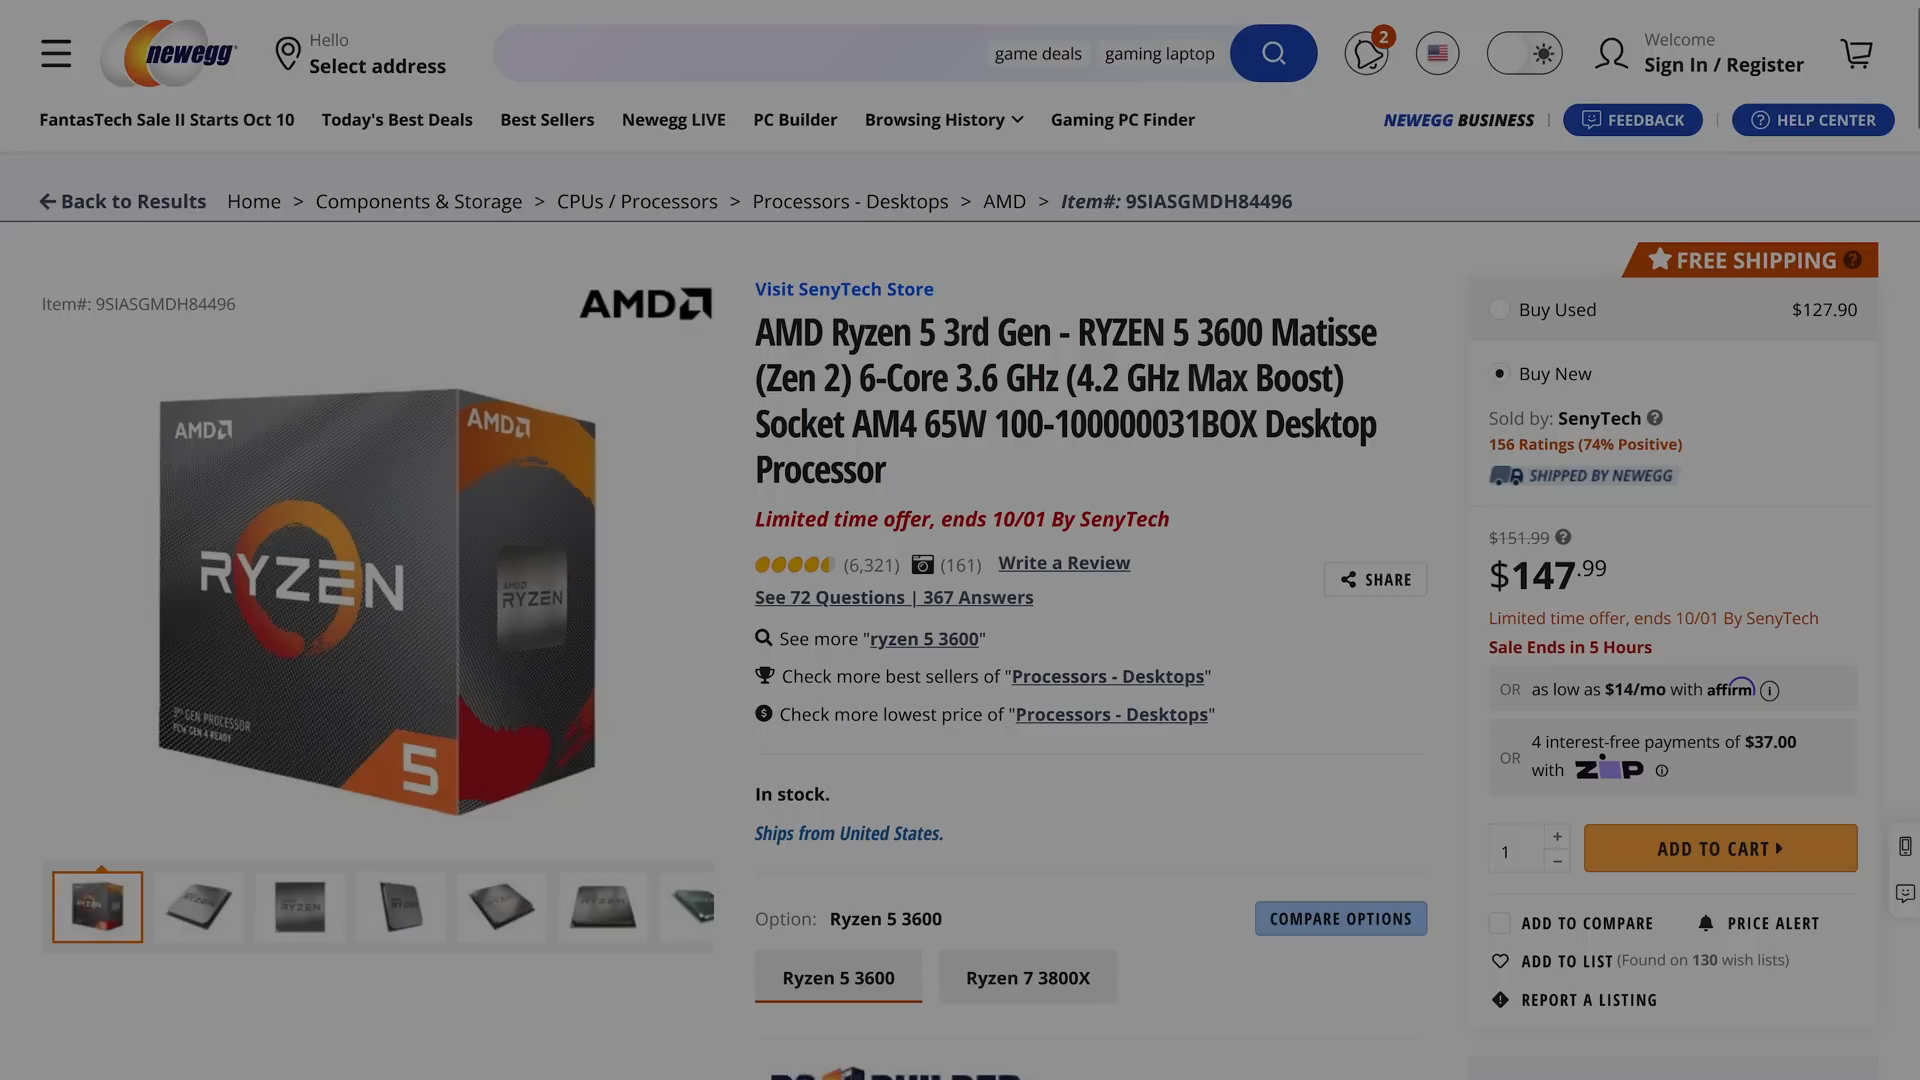 Hello
Select address
newegg
game deals
gaming laptop
2
Welcome
Sign In / Register
FantasTech Sale II Starts Oct 10
Today's Best Deals
Best Sellers
Newegg LIVE
PC Builder
Browsing History
Gaming PC Finder
NEWEGG BUSINESS
FEEDBACK
HELP CENTER
Back to Results
Home > Components & Storage > CPUs / Processors > Processors - Desktops > AMD > Item#: 9SIASGMDH84496
Item#: 9SIASGMDH84496
AMD
AMD
AMD
RYZEN
AMD
RYZEN
3rd GEN PROCESSOR
PCIe GEN 4 READY
5
Visit SenyTech Store
AMD Ryzen 5 3rd Gen - RYZEN 5 3600 Matisse
(Zen 2) 6-Core 3.6 GHz (4.2 GHz Max Boost)
Socket AM4 65W 100-100000031BOX Desktop
Processor
Limited time offer, ends 10/01 By SenyTech
(6,321)
(161)
Write a Review
SHARE
See 72 Questions | 367 Answers
See more "ryzen 5 3600"
Check more best sellers of "Processors - Desktops"
Check more lowest price of "Processors - Desktops"
In stock.
Ships from United States.
Option: Ryzen 5 3600
COMPARE OPTIONS
Ryzen 5 3600
Ryzen 7 3800X
FREE SHIPPING
Buy Used
$127.90
Buy New
Sold by: SenyTech
156 Ratings (74% Positive)
SHIPPED BY NEWEGG
$151.99
$147.99
Limited time offer, ends 10/01 By SenyTech
Sale Ends in 5 Hours
OR as low as $14/mo with affirm
OR 4 interest-free payments of $37.00
with ZIP
1
+
−
ADD TO CART
ADD TO COMPARE
PRICE ALERT
ADD TO LIST (Found on 130 wish lists)
REPORT A LISTING